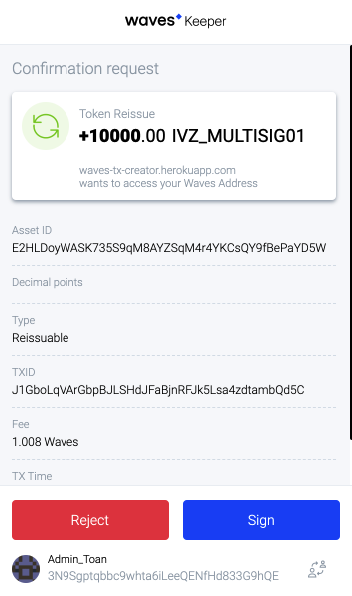 waves Keeper
Confirmation request
Token Reissue
+10000.00 IVZ_MULTISIG01
waves-tx-creator.herokuapp.com
wants to access your Waves Address
Asset ID
E2HLDoyWASK735S9qM8AYZSqM4r4YKCsQY9fBePaYD5W
Decimal points
Type
Reissuable
TXID
J1GboLqVArGbpBJLSHdJFaBjnRFJk5Lsa4zdtambQd5C
Fee
1.008 Waves
TX Time
Reject
Sign
Admin_Toan
3N9Sgptqbbc9whta6iLeeQENfHd833G9hQE